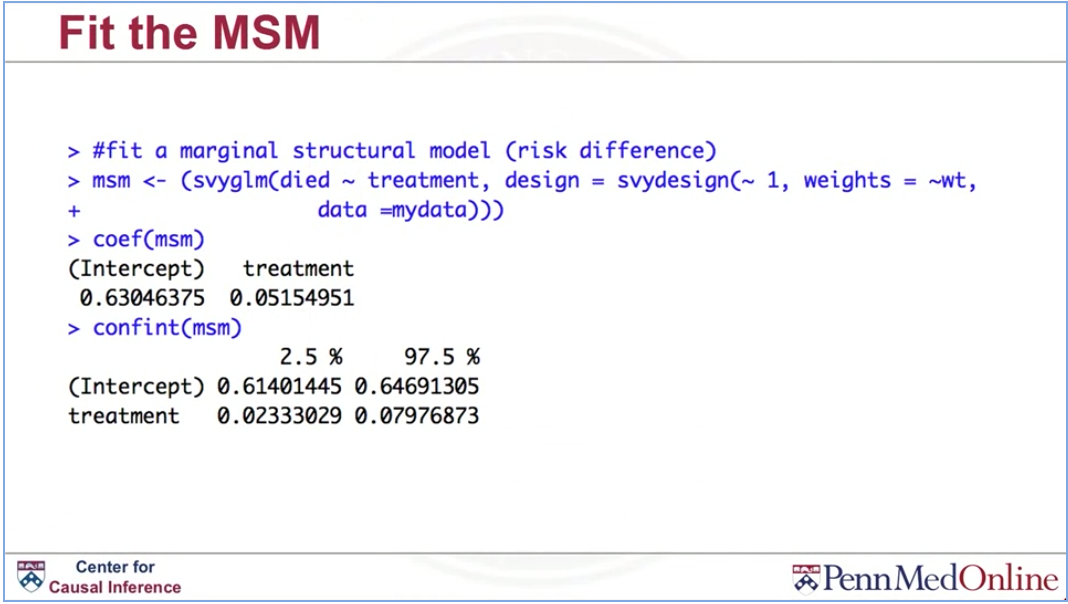 Fit the MSM
> #fit a marginal structural model (risk difference)
> msm <- (svyglm(died ~ treatment, design = svydesign(~ 1, weights = ~wt,
+                    data =mydata)))
> coef(msm)
(Intercept)   treatment
 0.63046375  0.05154951
> confint(msm)
                 2.5 %     97.5 %
(Intercept) 0.61401445 0.64691305
treatment   0.02333029 0.07976873
Center for
Causal Inference
PennMedOnline